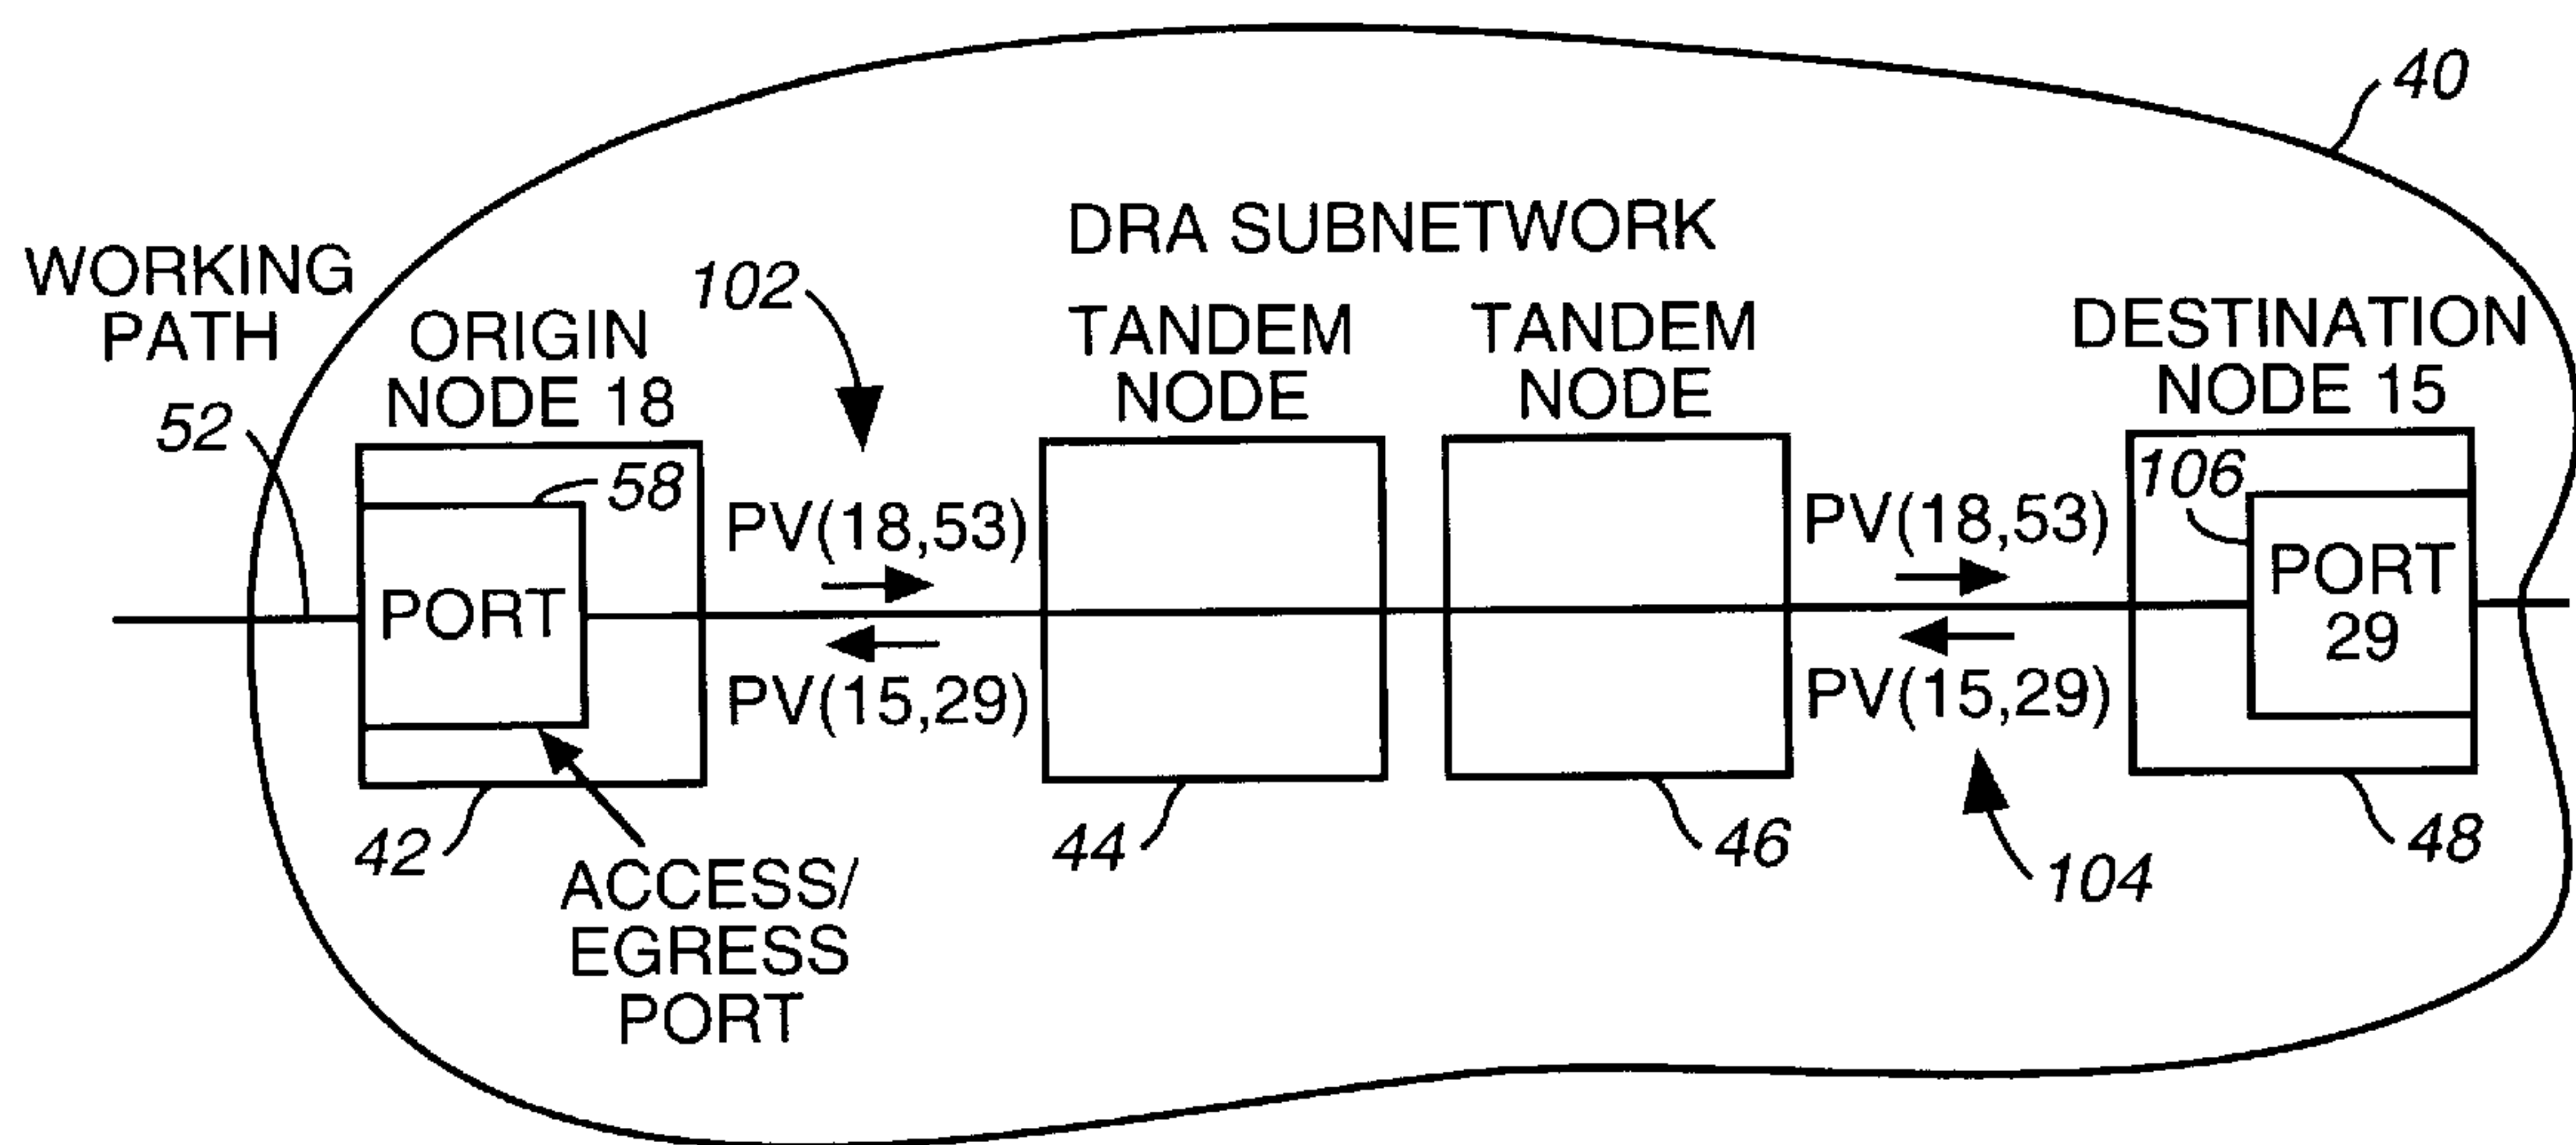 40
DRA SUBNETWORK
WORKING
PATH
102
ORIGIN
NODE 18
TANDEM
NODE
TANDEM
NODE
DESTINATION
NODE 15
52
58
106
PV(18,53)
PV(18,53)
PORT
PORT
29
PV(15,29)
PV(15,29)
42
44
46
48
104
ACCESS/
EGRESS
PORT